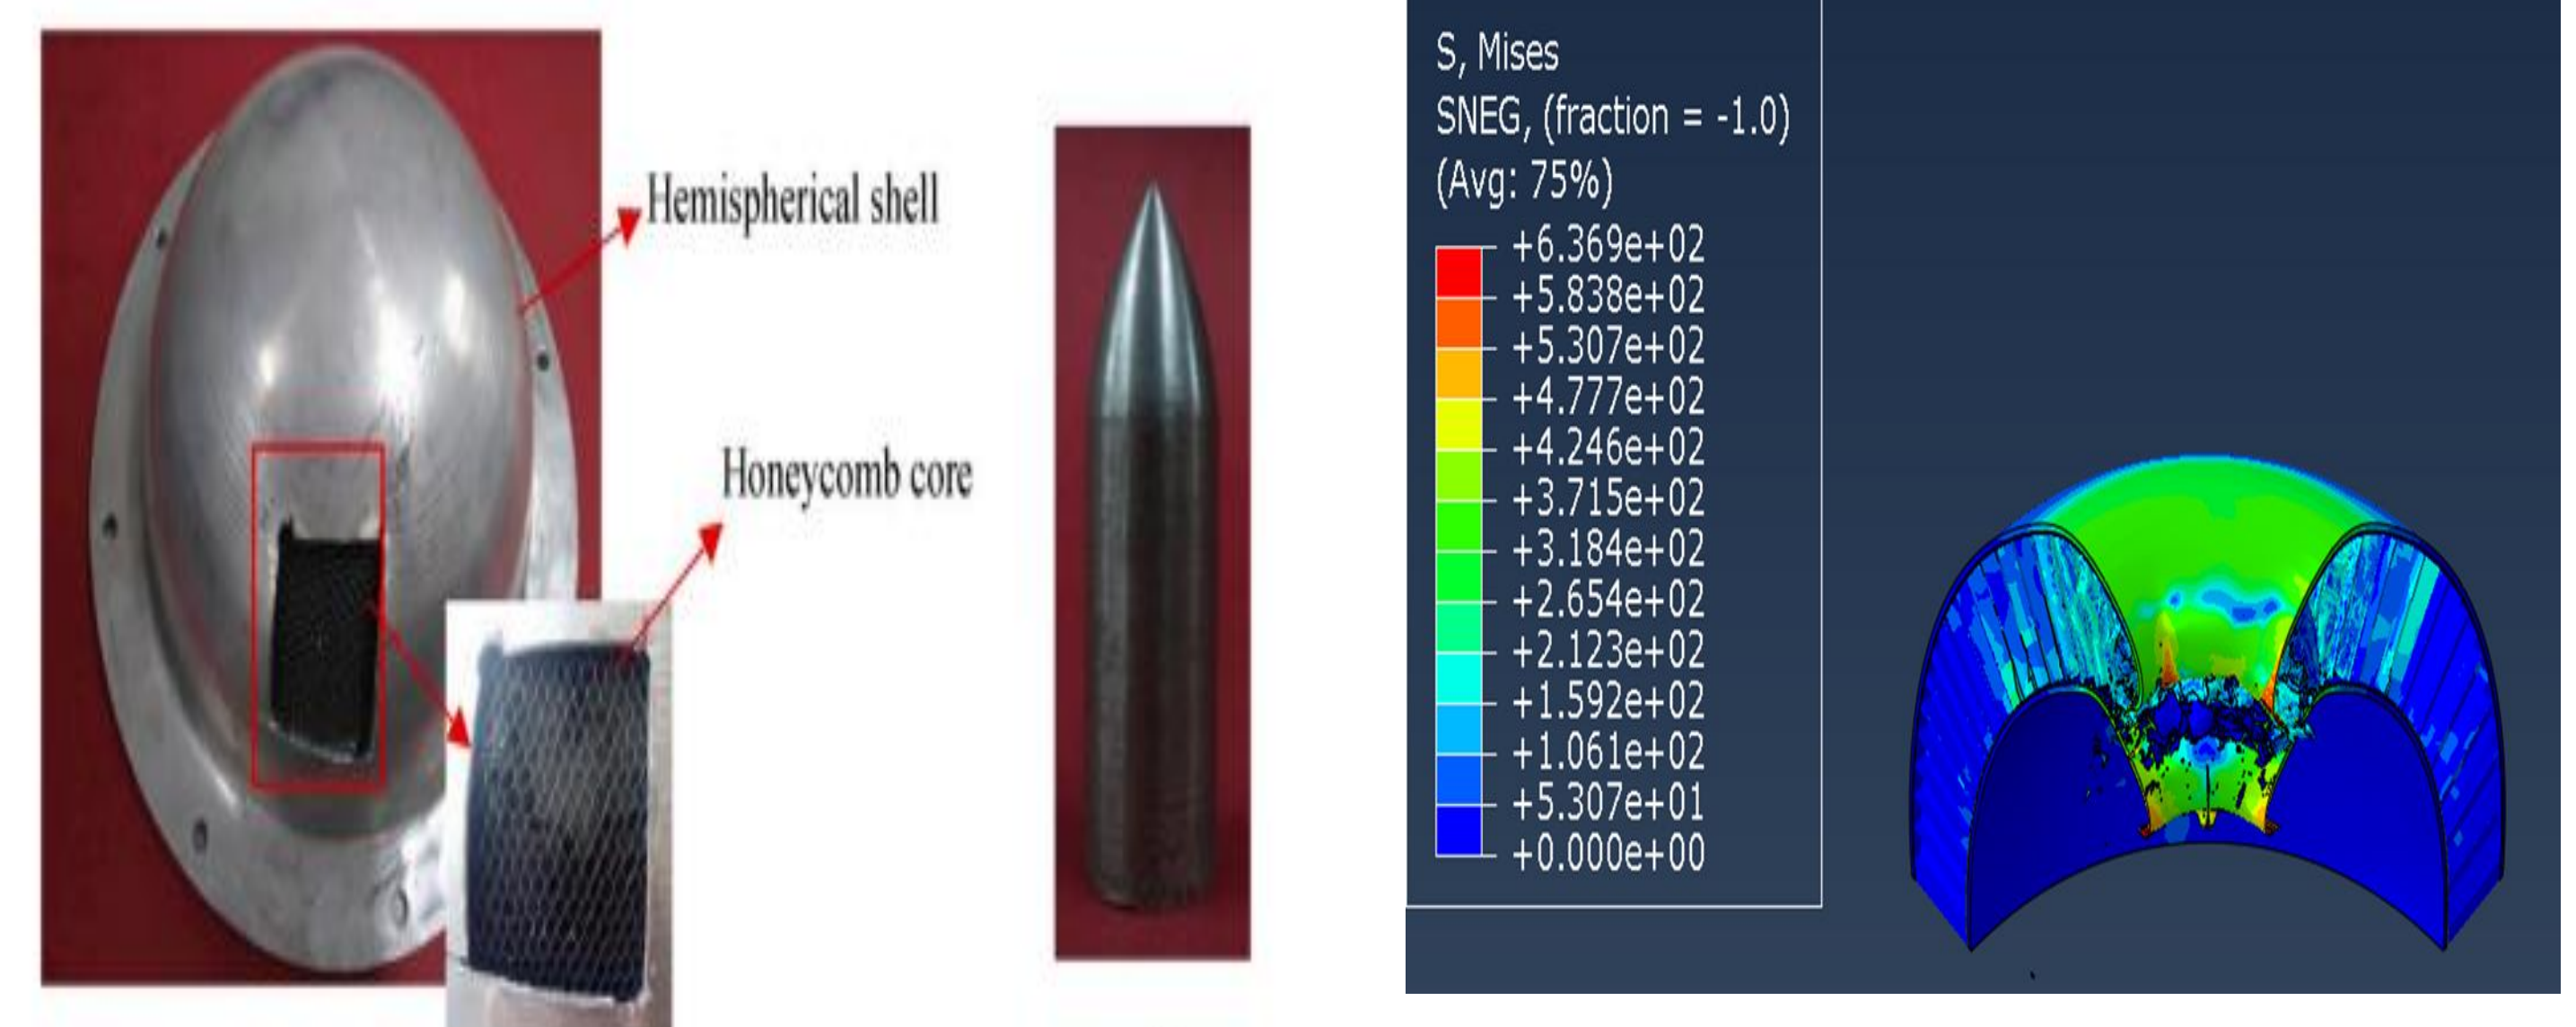 Hemispherical shell
Honeycomb core
S, Mises
SNEG, (fraction = -1.0)
(Avg: 75%)
+6.369e+02
+5.838e+02
+5.307e+02
+4.777e+02
+4.246e+02
+3.715e+02
+3.184e+02
+2.654e+02
+2.123e+02
+1.592e+02
+1.061e+02
+5.307e+01
+0.000e+00